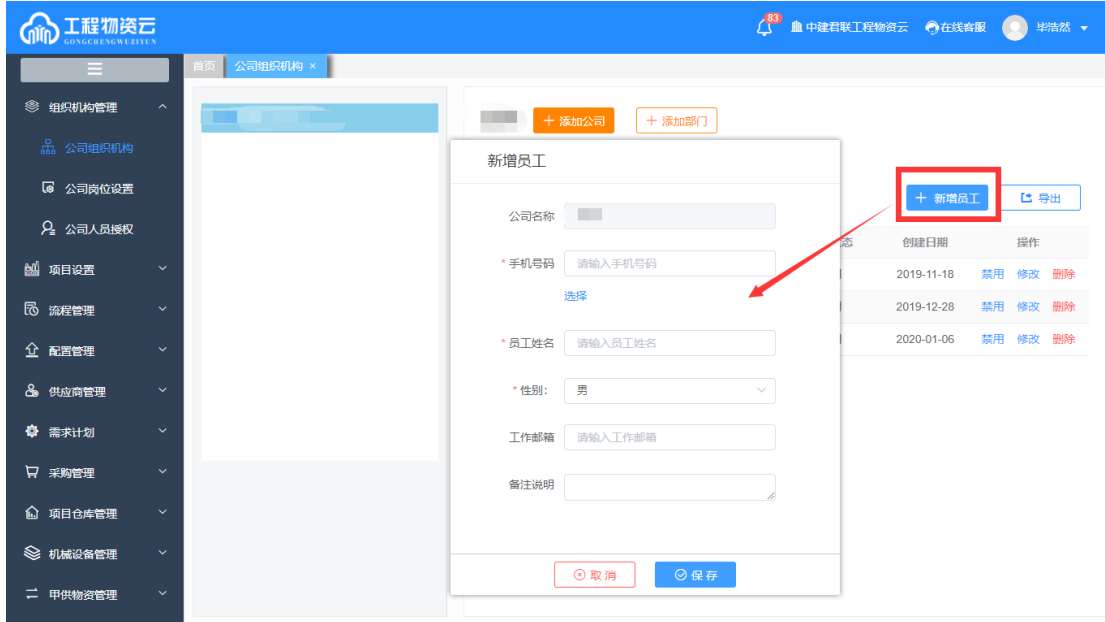 工程物资云
GONGCHENGWUZIYUN
83
中建君联工程物资云
在线客服
毕浩然
首页
公司组织机构 ×
组织机构管理
公司组织机构
公司岗位设置
公司人员授权
项目设置
流程管理
配置管理
供应商管理
需求计划
采购管理
项目仓库管理
机械设备管理
甲供物资管理
+ 添加公司
+ 添加部门
+ 新增员工
导出
态 创建日期 操作
2019-11-18 禁用 修改 删除
2019-12-28 禁用 修改 删除
2020-01-06 禁用 修改 删除
新增员工
公司名称
* 手机号码 请输入手机号码
选择
* 员工姓名 请输入员工姓名
* 性别: 男
工作邮箱 请输入工作邮箱
备注说明
取消
保存